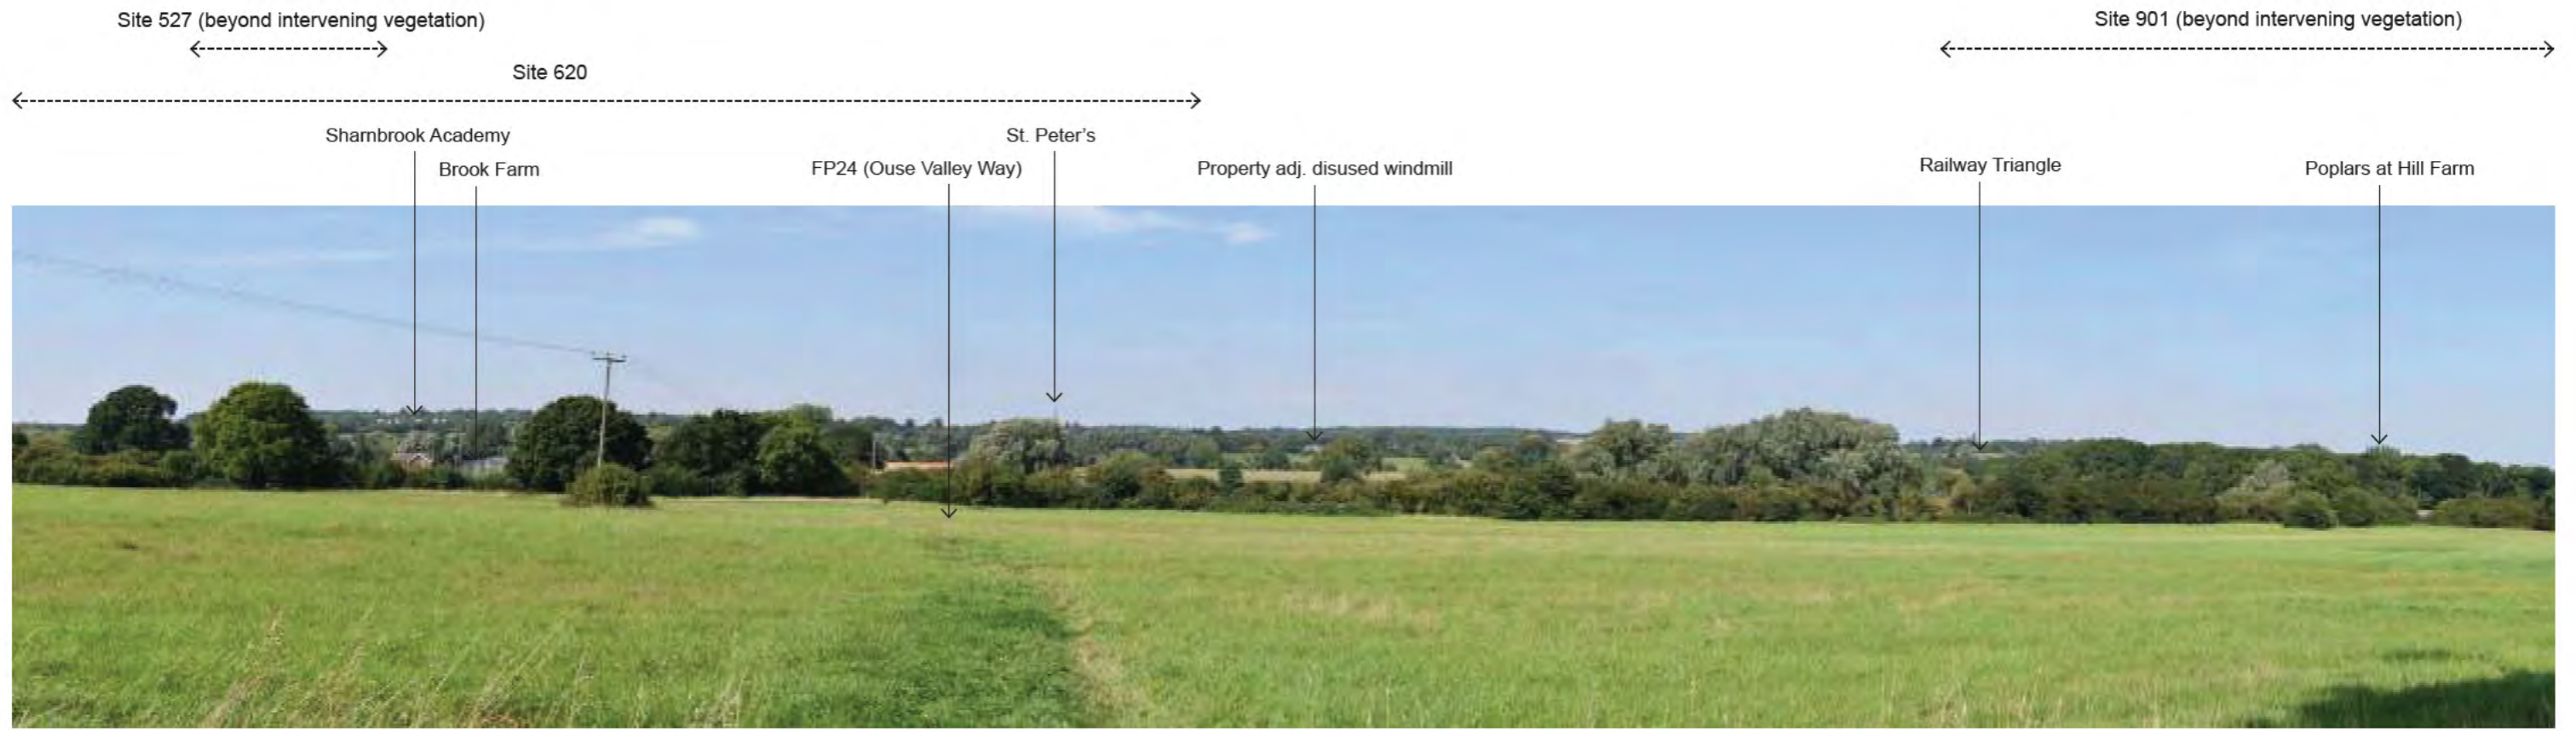 Site 527 (beyond intervening vegetation)
Site 901 (beyond intervening vegetation)
Site 620
Sharnbrook Academy
St. Peter's
Brook Farm
FP24 (Ouse Valley Way)
Property adj. disused windmill
Railway Triangle
Poplars at Hill Farm